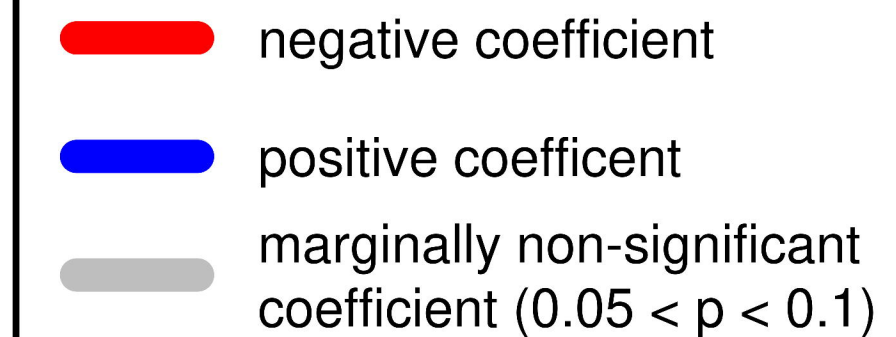 negative coefficient
positive coefficent
marginally non-significant
coefficient (0.05 < p < 0.1)